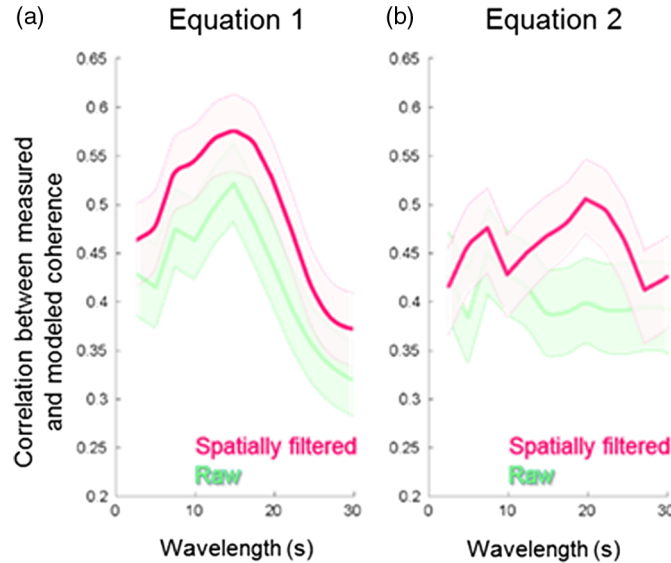 (a) Equation 1
(b) Equation 2
Correlation between measured
and modeled coherence
0.65
0.6
0.55
0.5
0.45
0.4
0.35
0.3
0.25
0.2
0
10
20
30
Spatially filtered
Raw
Wavelength (s)
0.65
0.6
0.55
0.5
0.45
0.4
0.35
0.3
0.25
0.2
0
10
20
30
Spatially filtered
Raw
Wavelength (s)